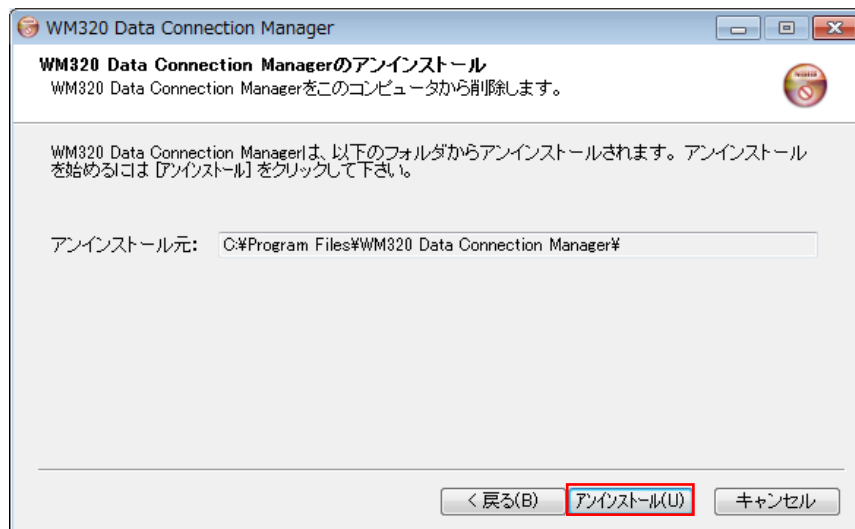 WM320 Data Connection Manager
WM320 Data Connection Managerのアンインストール
WM320 Data Connection Managerをこのコンピュータから削除します。
WM320 Data Connection Managerは、以下のフォルダからアンインストールされます。アンインストール
を始めるには [アンインストール] をクリックして下さい。
アンインストール元: C:¥Program Files¥WM320 Data Connection Manager¥
< 戻る(B) アンインストール(U) キャンセル